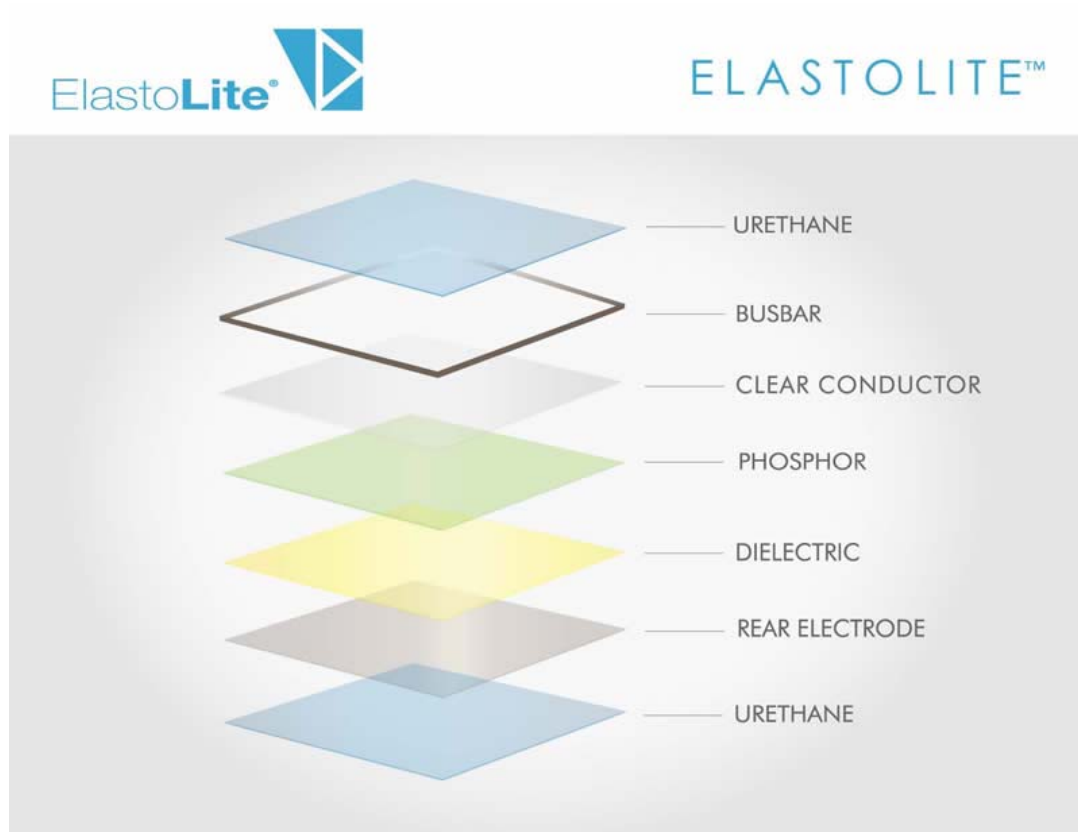 ElastoLite®
ELASTOLITE™
URETHANE
BUSBAR
CLEAR CONDUCTOR
PHOSPHOR
DIELECTRIC
REAR ELECTRODE
URETHANE